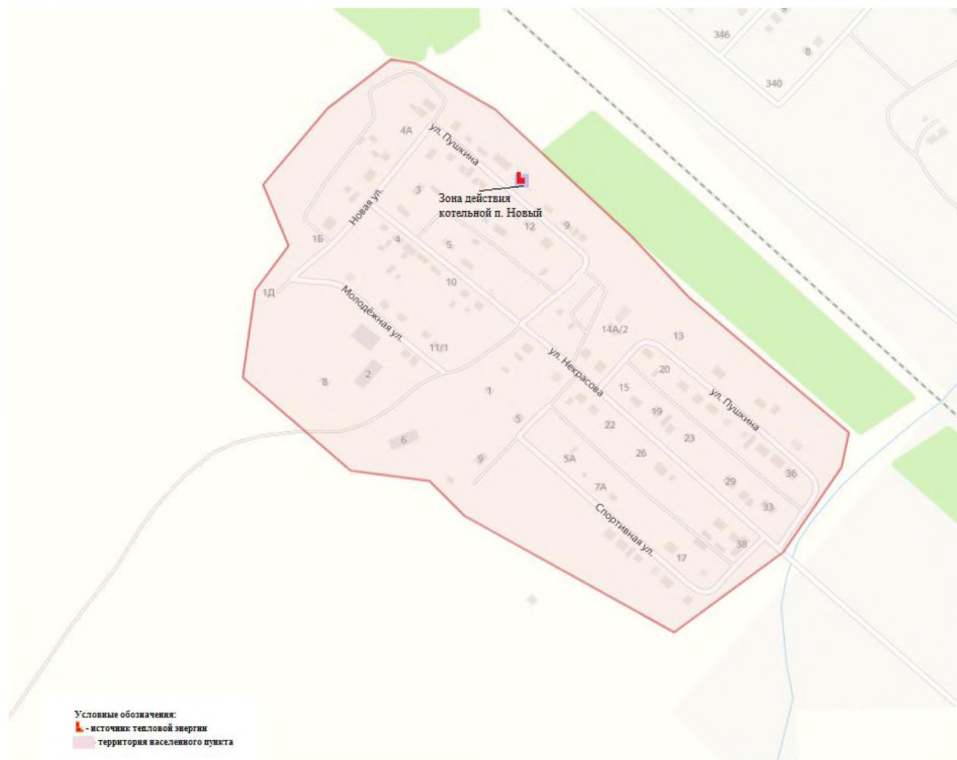 346
8
340
4А
ул. Пушкина
3
Зона действия
котельной п. Новый
Новая ул.
12
9
1Б
4
5
10
1Д
Молодёжная ул.
14А/2
13
11/1
ул. Некрасова
20
8
2
1
15
ул. Пушкина
19
5
22
23
6
26
9
5А
36
7А
29
33
Спортивная ул.
38
17
Условные обозначения:
- источник тепловой энергии
- территория населенного пункта